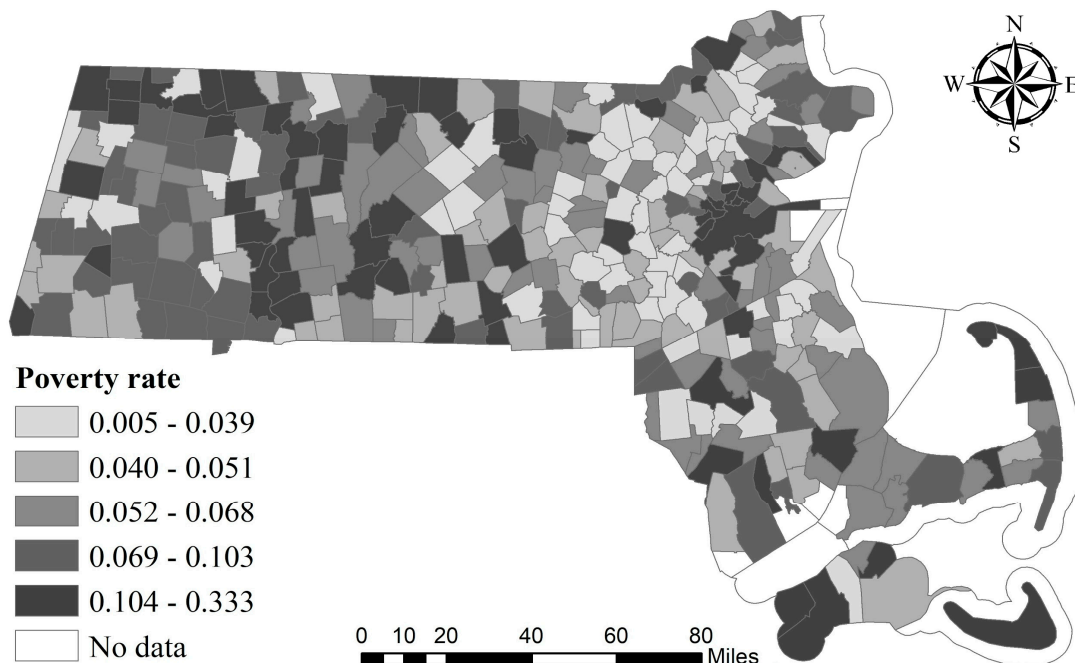 N
W E
S
Poverty rate
0.005 - 0.039
0.040 - 0.051
0.052 - 0.068
0.069 - 0.103
0.104 - 0.333
No data
0 10 20 40 60 80
Miles